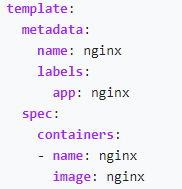 template:
  metadata:
    name: nginx
    labels:
      app: nginx
  spec:
    containers:
    - name: nginx
      image: nginx